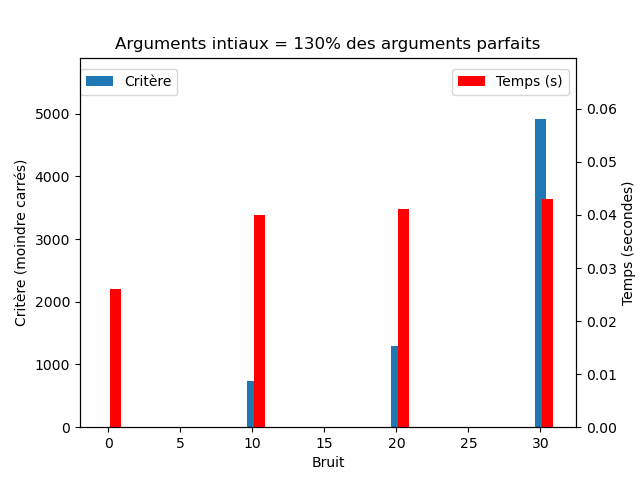 Arguments intiaux = 130% des arguments parfaits
Critère
Temps (s)
Critère (moindre carrés)
5000
4000
3000
2000
1000
0
0.06
0.05
0.04
0.03
0.02
0.01
0.00
Temps (secondes)
0 5 10 15 20 25 30
Bruit